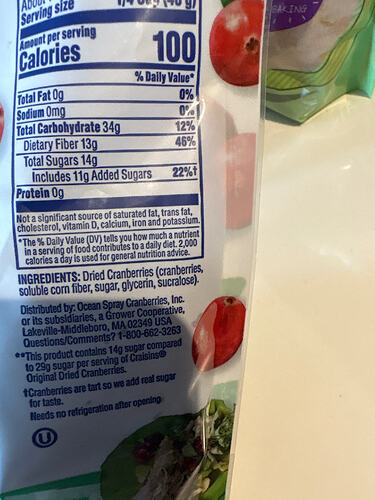 About
Serving size 1/4 cup (40 g)
Amount per serving
Calories 100
% Daily Value*
Total Fat 0g 0%
Sodium 0mg 0%
Total Carbohydrate 34g 12%
Dietary Fiber 13g 46%
Total Sugars 14g
Includes 11g Added Sugars 22%†
Protein 0g
Not a significant source of saturated fat, trans fat,
cholesterol, vitamin D, calcium, iron and potassium.
*The % Daily Value (DV) tells you how much a nutrient
in a serving of food contributes to a daily diet. 2,000
calories a day is used for general nutrition advice.
INGREDIENTS: Dried Cranberries (cranberries,
soluble corn fiber, sugar, glycerin, sucralose).
Distributed by: Ocean Spray Cranberries, Inc.
or its subsidiaries, a Grower Cooperative,
Lakeville-Middleboro, MA 02349 USA
Questions/Comments? 1-800-662-3263
**This product contains 14g sugar compared
to 29g sugar per serving of Craisins®
Original Dried Cranberries.
†Cranberries are tart so we add real sugar
for taste.
Needs no refrigeration after opening.
U
BAKING